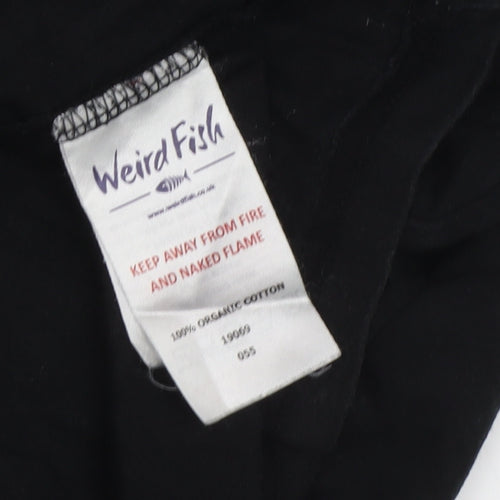 Weird Fish
www.weirdfish.co.uk
KEEP AWAY FROM FIRE
AND NAKED FLAME
100% ORGANIC COTTON
19069
055